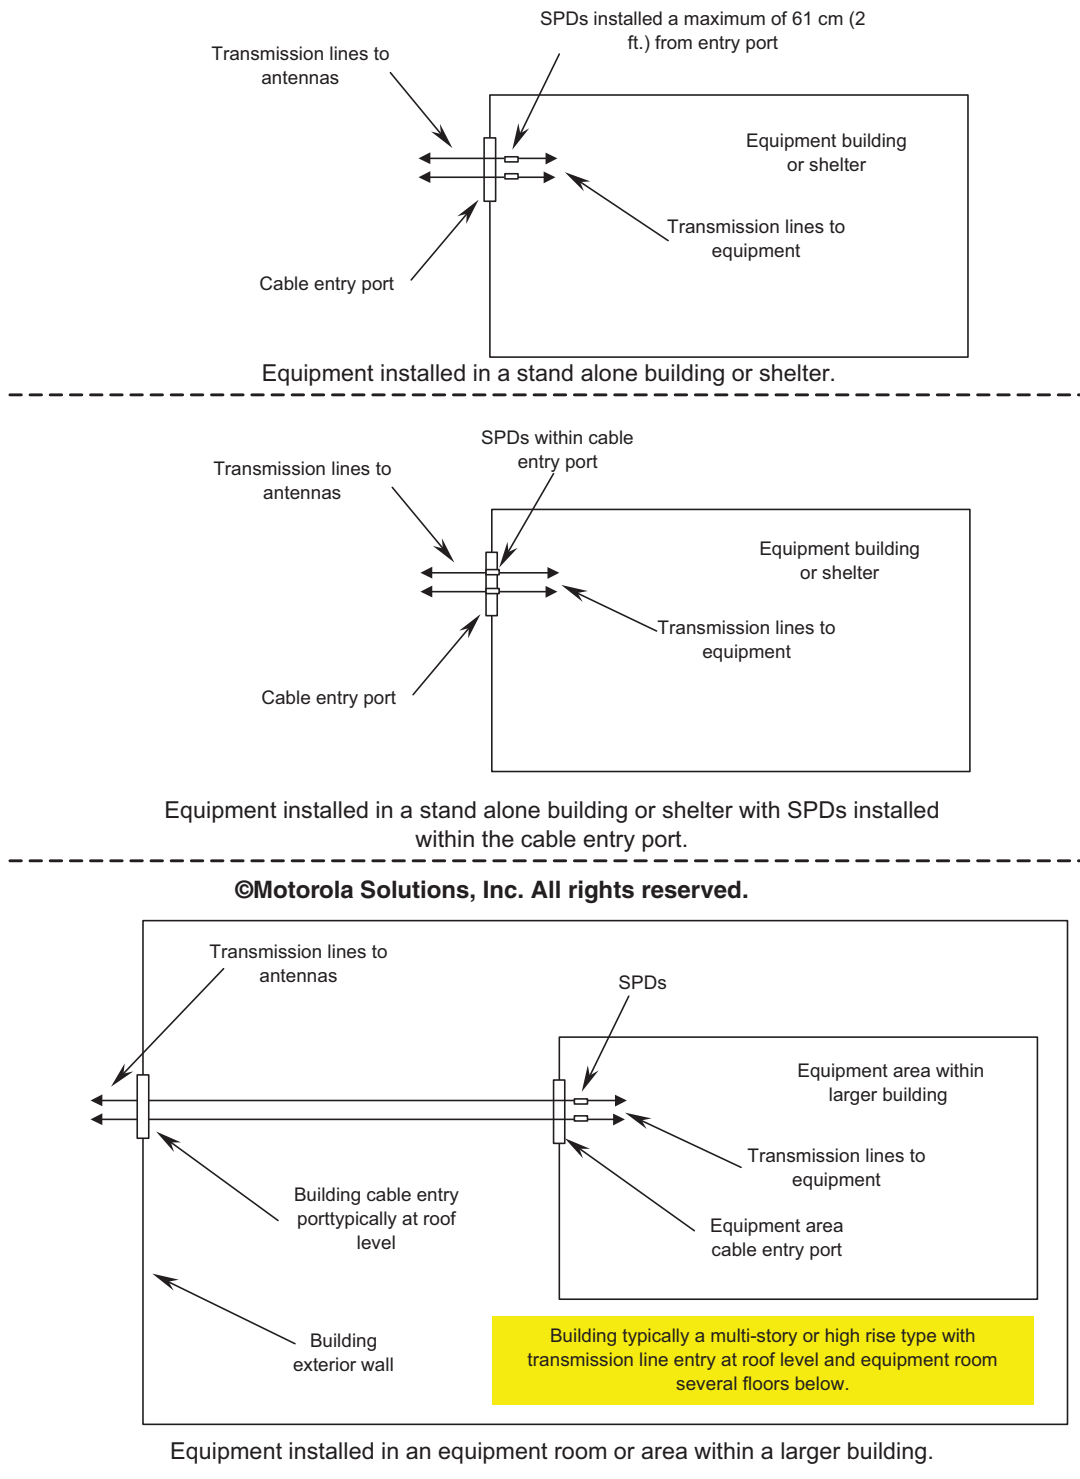 SPDs installed a maximum of 61 cm (2
ft.) from entry port
Transmission lines to
antennas
Equipment building
or shelter
Transmission lines to
equipment
Cable entry port
Equipment installed in a stand alone building or shelter.
SPDs within cable
entry port
Transmission lines to
antennas
Equipment building
or shelter
Transmission lines to
equipment
Cable entry port
Equipment installed in a stand alone building or shelter with SPDs installed
within the cable entry port.
©Motorola Solutions, Inc. All rights reserved.
Transmission lines to
antennas
SPDs
Equipment area within
larger building
Transmission lines to
equipment
Building cable entry
porttypically at roof
level
Equipment area
cable entry port
Building
exterior wall
Building typically a multi-story or high rise type with
transmission line entry at roof level and equipment room
several floors below.
Equipment installed in an equipment room or area within a larger building.